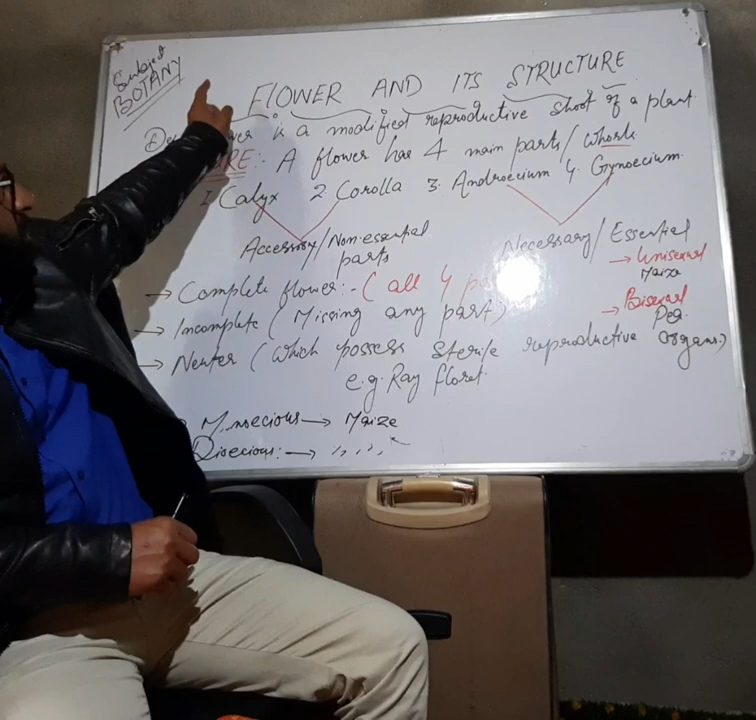 Subject
BOTANY
FLOWER AND ITS STRUCTURE
is a modified reproductive shoot of a plant.
:- A flower has 4 main parts/Whorls
1. Calyx 2. Corolla 3. Androecium 4. Gynoecium.
Accessory/Non-essential parts
Necessary/Essential
→ Unisexual
Maize
→ Bisexual
Pea.
→ Complete flower:- (all 4
→ Incomplete (Missing any part)
→ Neuter (Which possess sterile reproductive organs.)
e.g. Ray floret.
→ Maize
:→ ,, ,,